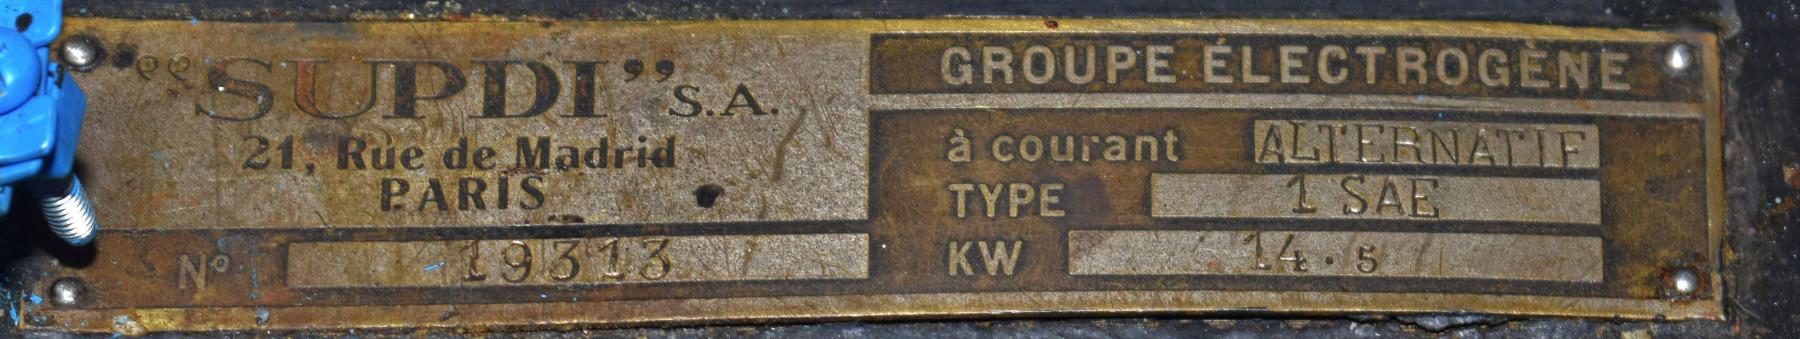 “SUPDI” S.A.
21, Rue de Madrid
PARIS
N° 19313
GROUPE ÉLECTROGÈNE
à courant ALTERNATIF
TYPE 1 SAE
KW 14.5